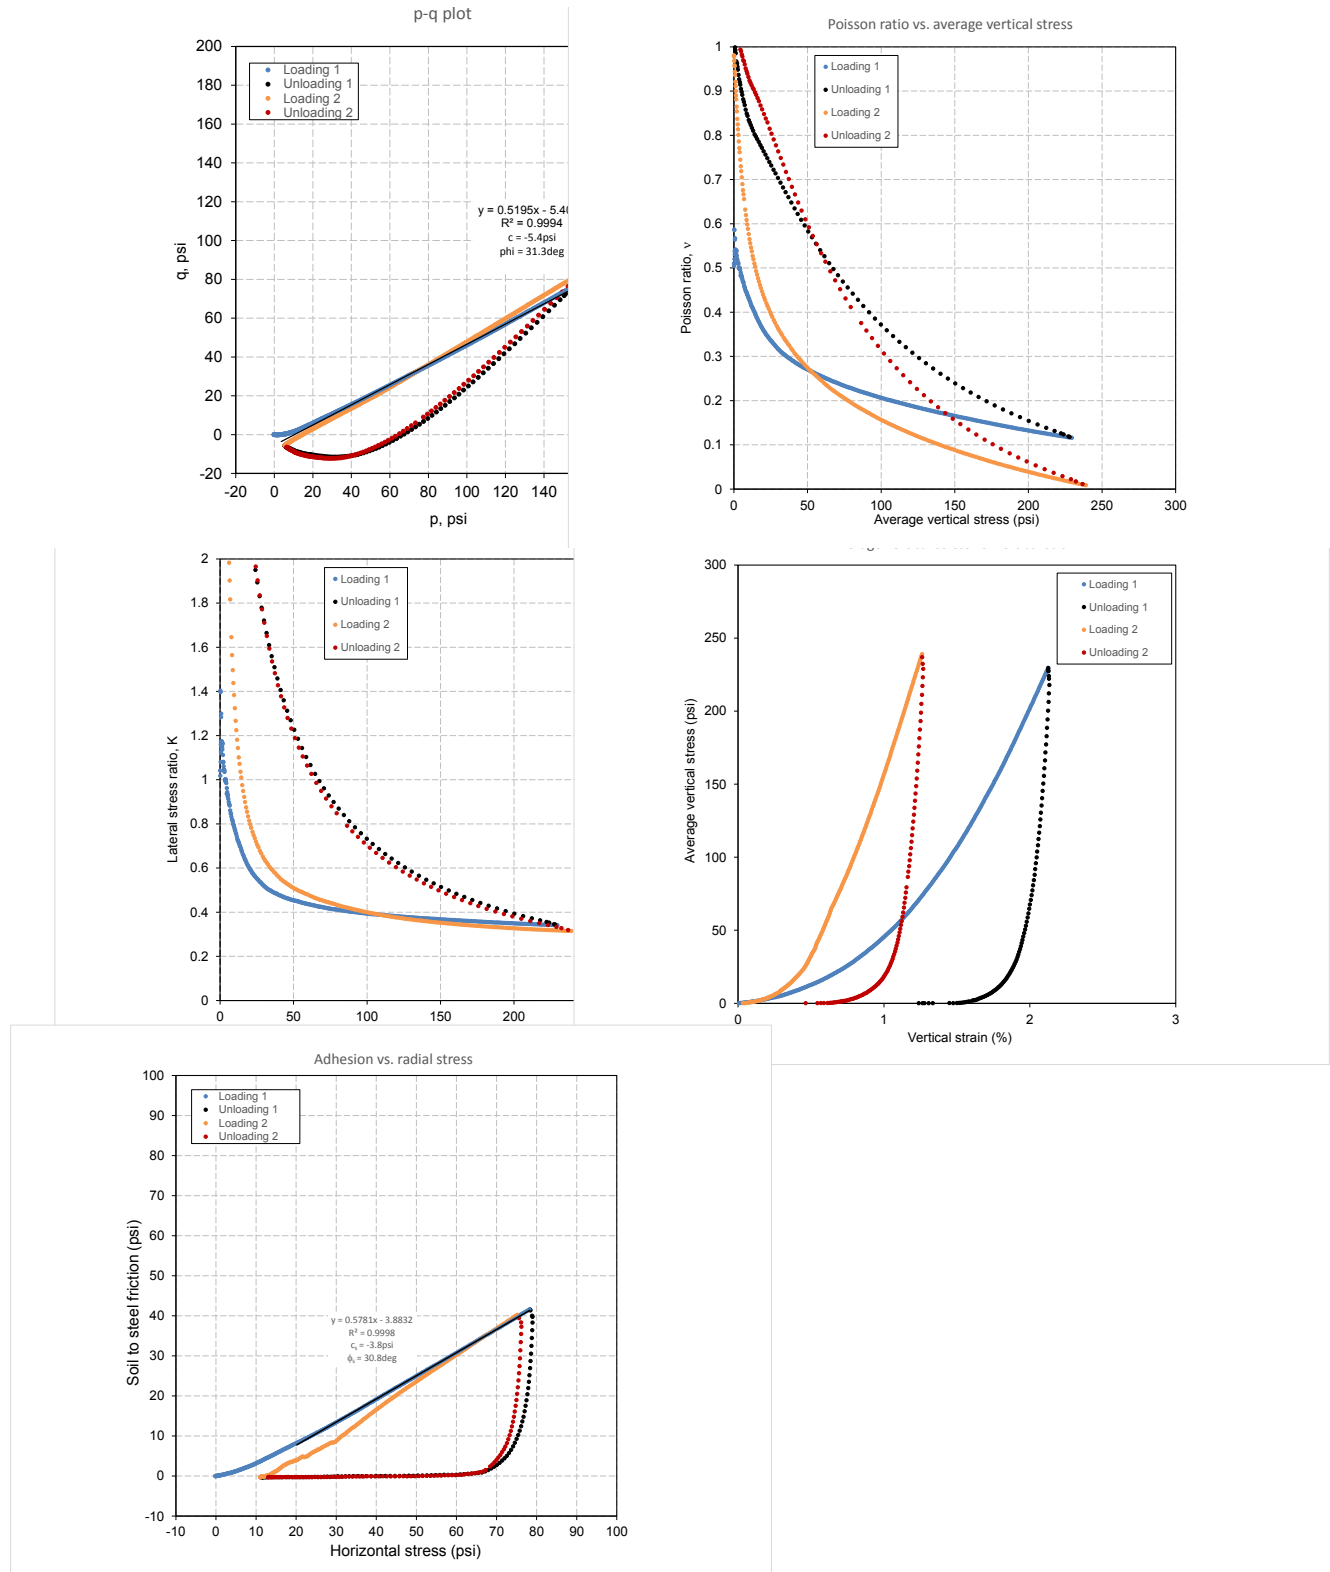 p-q plot
200
180
160
140
120
100
80
60
40
20
0
-20
-20 0 20 40 60 80 100 120 140
q, psi
p, psi
Loading 1
Unloading 1
Loading 2
Unloading 2
y = 0.5195x - 5.40
R² = 0.9994
c = -5.4psi
phi = 31.3deg
Poisson ratio vs. average vertical stress
1
0.9
0.8
0.7
0.6
0.5
0.4
0.3
0.2
0.1
0
0 50 100 150 200 250 300
Poisson ratio, ν
Average vertical stress (psi)
Loading 1
Unloading 1
Loading 2
Unloading 2
2
1.8
1.6
1.4
1.2
1
0.8
0.6
0.4
0.2
0
0 50 100 150 200
Lateral stress ratio, K
Loading 1
Unloading 1
Loading 2
Unloading 2
300
250
200
150
100
50
0
0 1 2 3
Average vertical stress (psi)
Vertical strain (%)
Loading 1
Unloading 1
Loading 2
Unloading 2
Adhesion vs. radial stress
100
90
80
70
60
50
40
30
20
10
0
-10
-10 0 10 20 30 40 50 60 70 80 90 100
Soil to steel friction (psi)
Horizontal stress (psi)
Loading 1
Unloading 1
Loading 2
Unloading 2
y = 0.5781x - 3.8832
R² = 0.9998
cₛ = -3.8psi
ϕₛ = 30.8deg